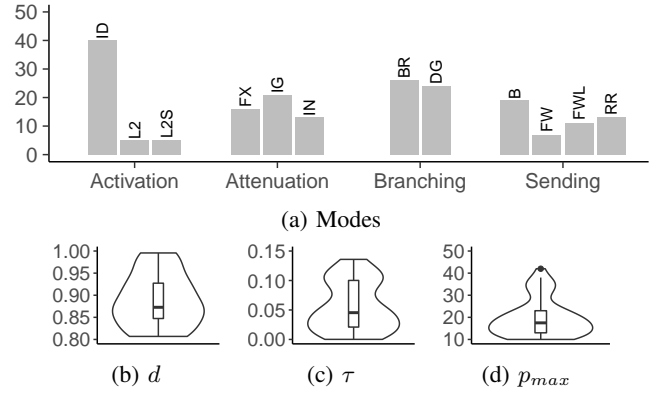 50
40
30
20
10
0
ID
L2
L2S
FX
IG
IN
BR
DG
B
FW
FWL
RR
Activation Attenuation Branching Sending
(a) Modes
1.00
0.95
0.90
0.85
0.80
0.15
0.10
0.05
0.00
50
40
30
20
10
(b) d (c) τ (d) pmax